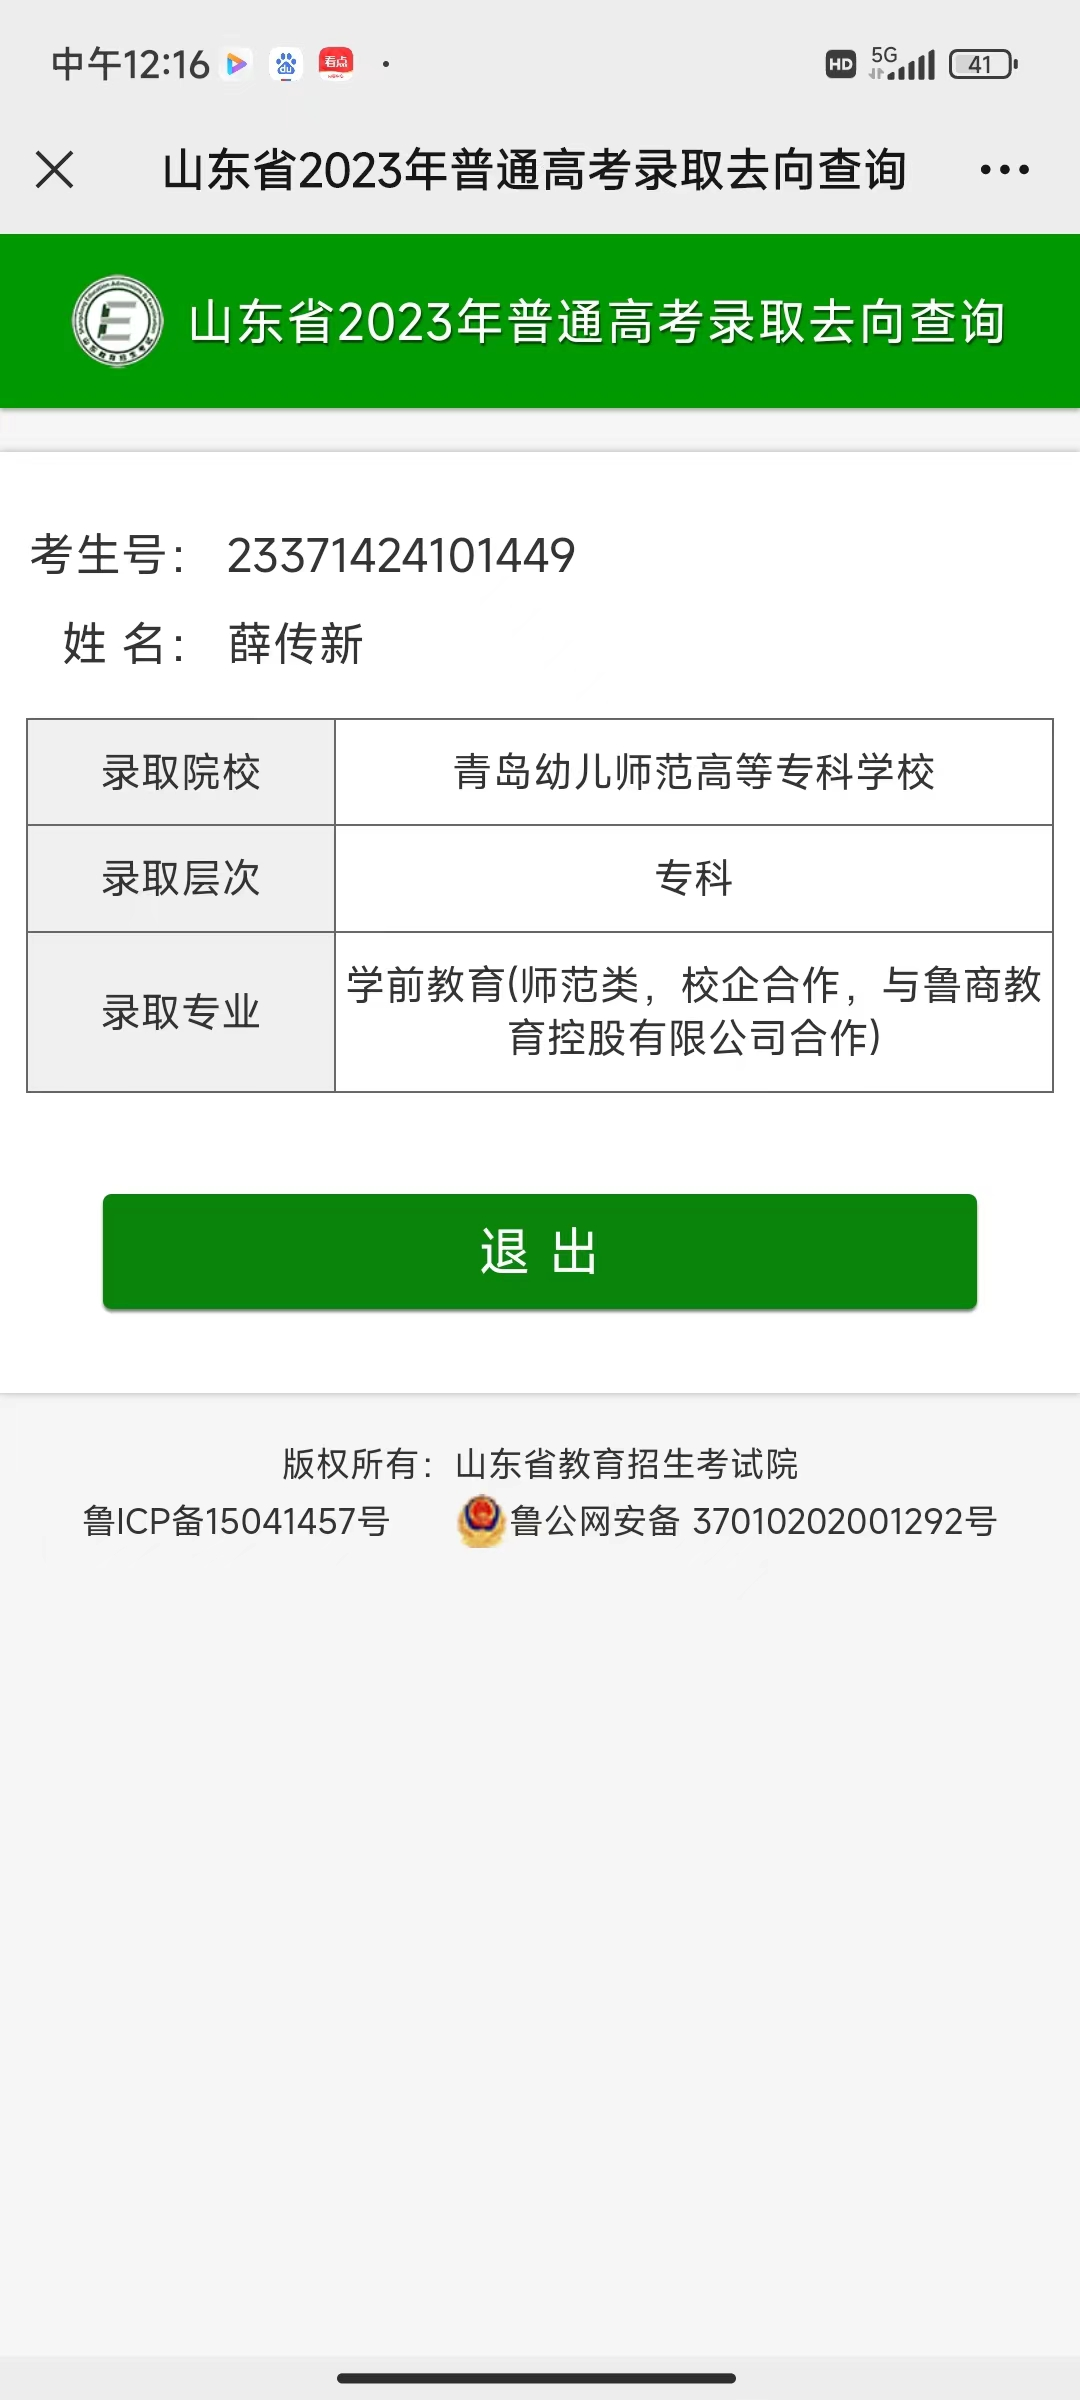 中午12:16
看点
HD 5G 41
山东省2023年普通高考录取去向查询
山东省2023年普通高考录取去向查询
考生号： 23371424101449
姓 名： 薛传新
录取院校 青岛幼儿师范高等专科学校
录取层次 专科
录取专业 学前教育(师范类，校企合作，与鲁商教
育控股有限公司合作)
退 出
版权所有：山东省教育招生考试院
鲁ICP备15041457号 鲁公网安备 37010202001292号